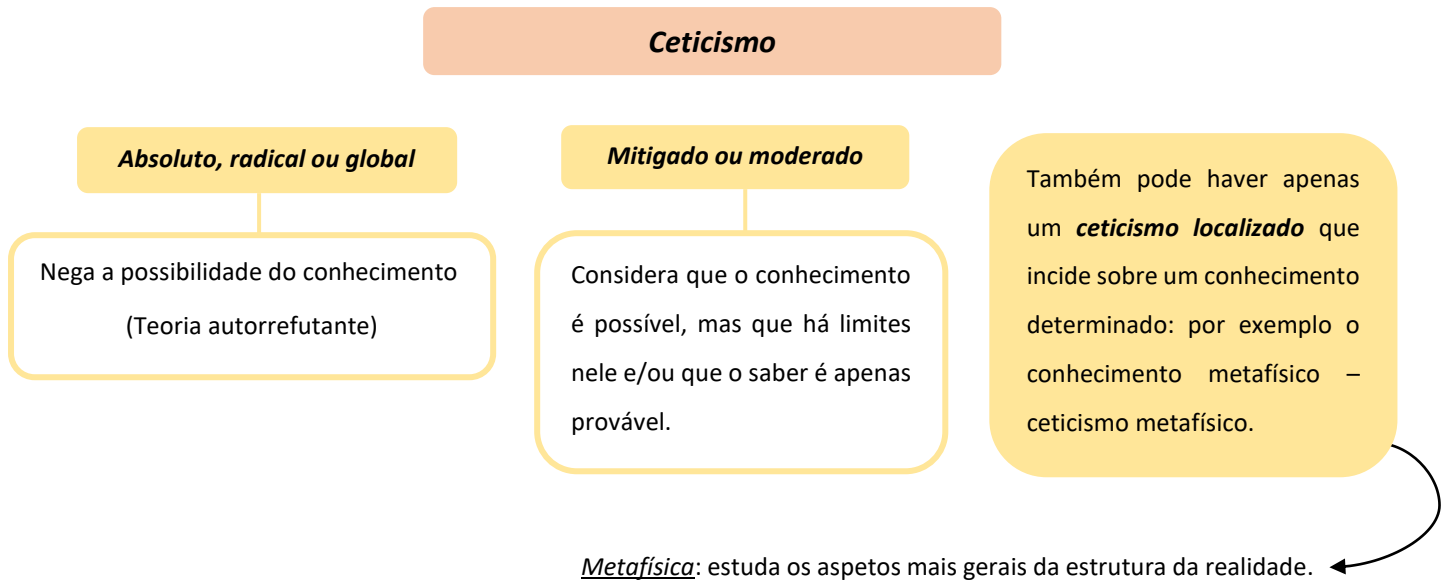 Ceticismo
Absoluto, radical ou global
Nega a possibilidade do conhecimento
(Teoria autorrefutante)
Mitigado ou moderado
Considera que o conhecimento
é possível, mas que há limites
nele e/ou que o saber é apenas
provável.
Também pode haver apenas
um ceticismo localizado que
incide sobre um conhecimento
determinado: por exemplo o
conhecimento metafísico –
ceticismo metafísico.
Metafísica: estuda os aspetos mais gerais da estrutura da realidade.